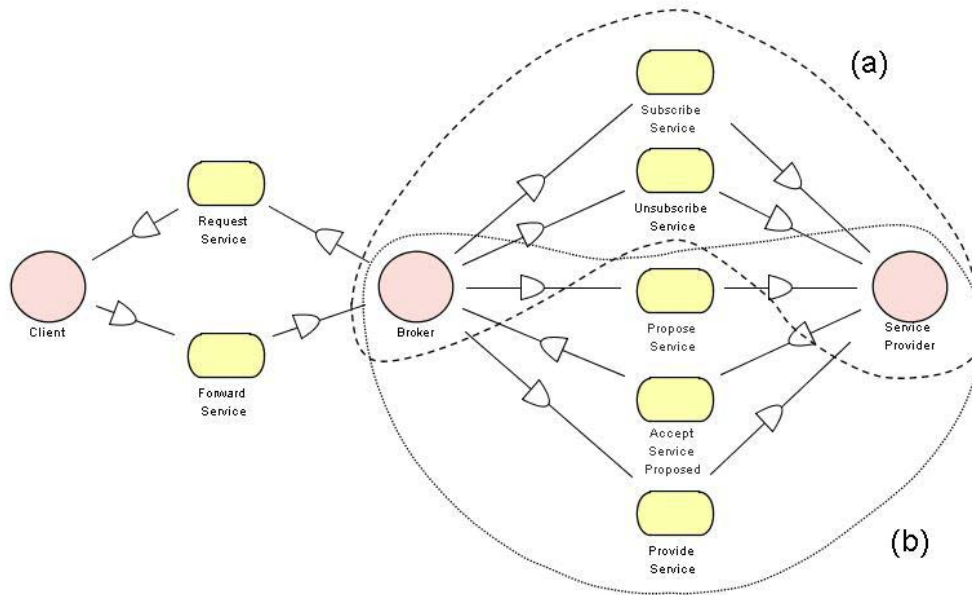 (a)
Subscribe
Service
Request
Service
Unsubscribe
Service
Client
Forward
Service
Broker
Propose
Service
Service
Provider
Accept
Service
Proposed
Provide
Service
(b)